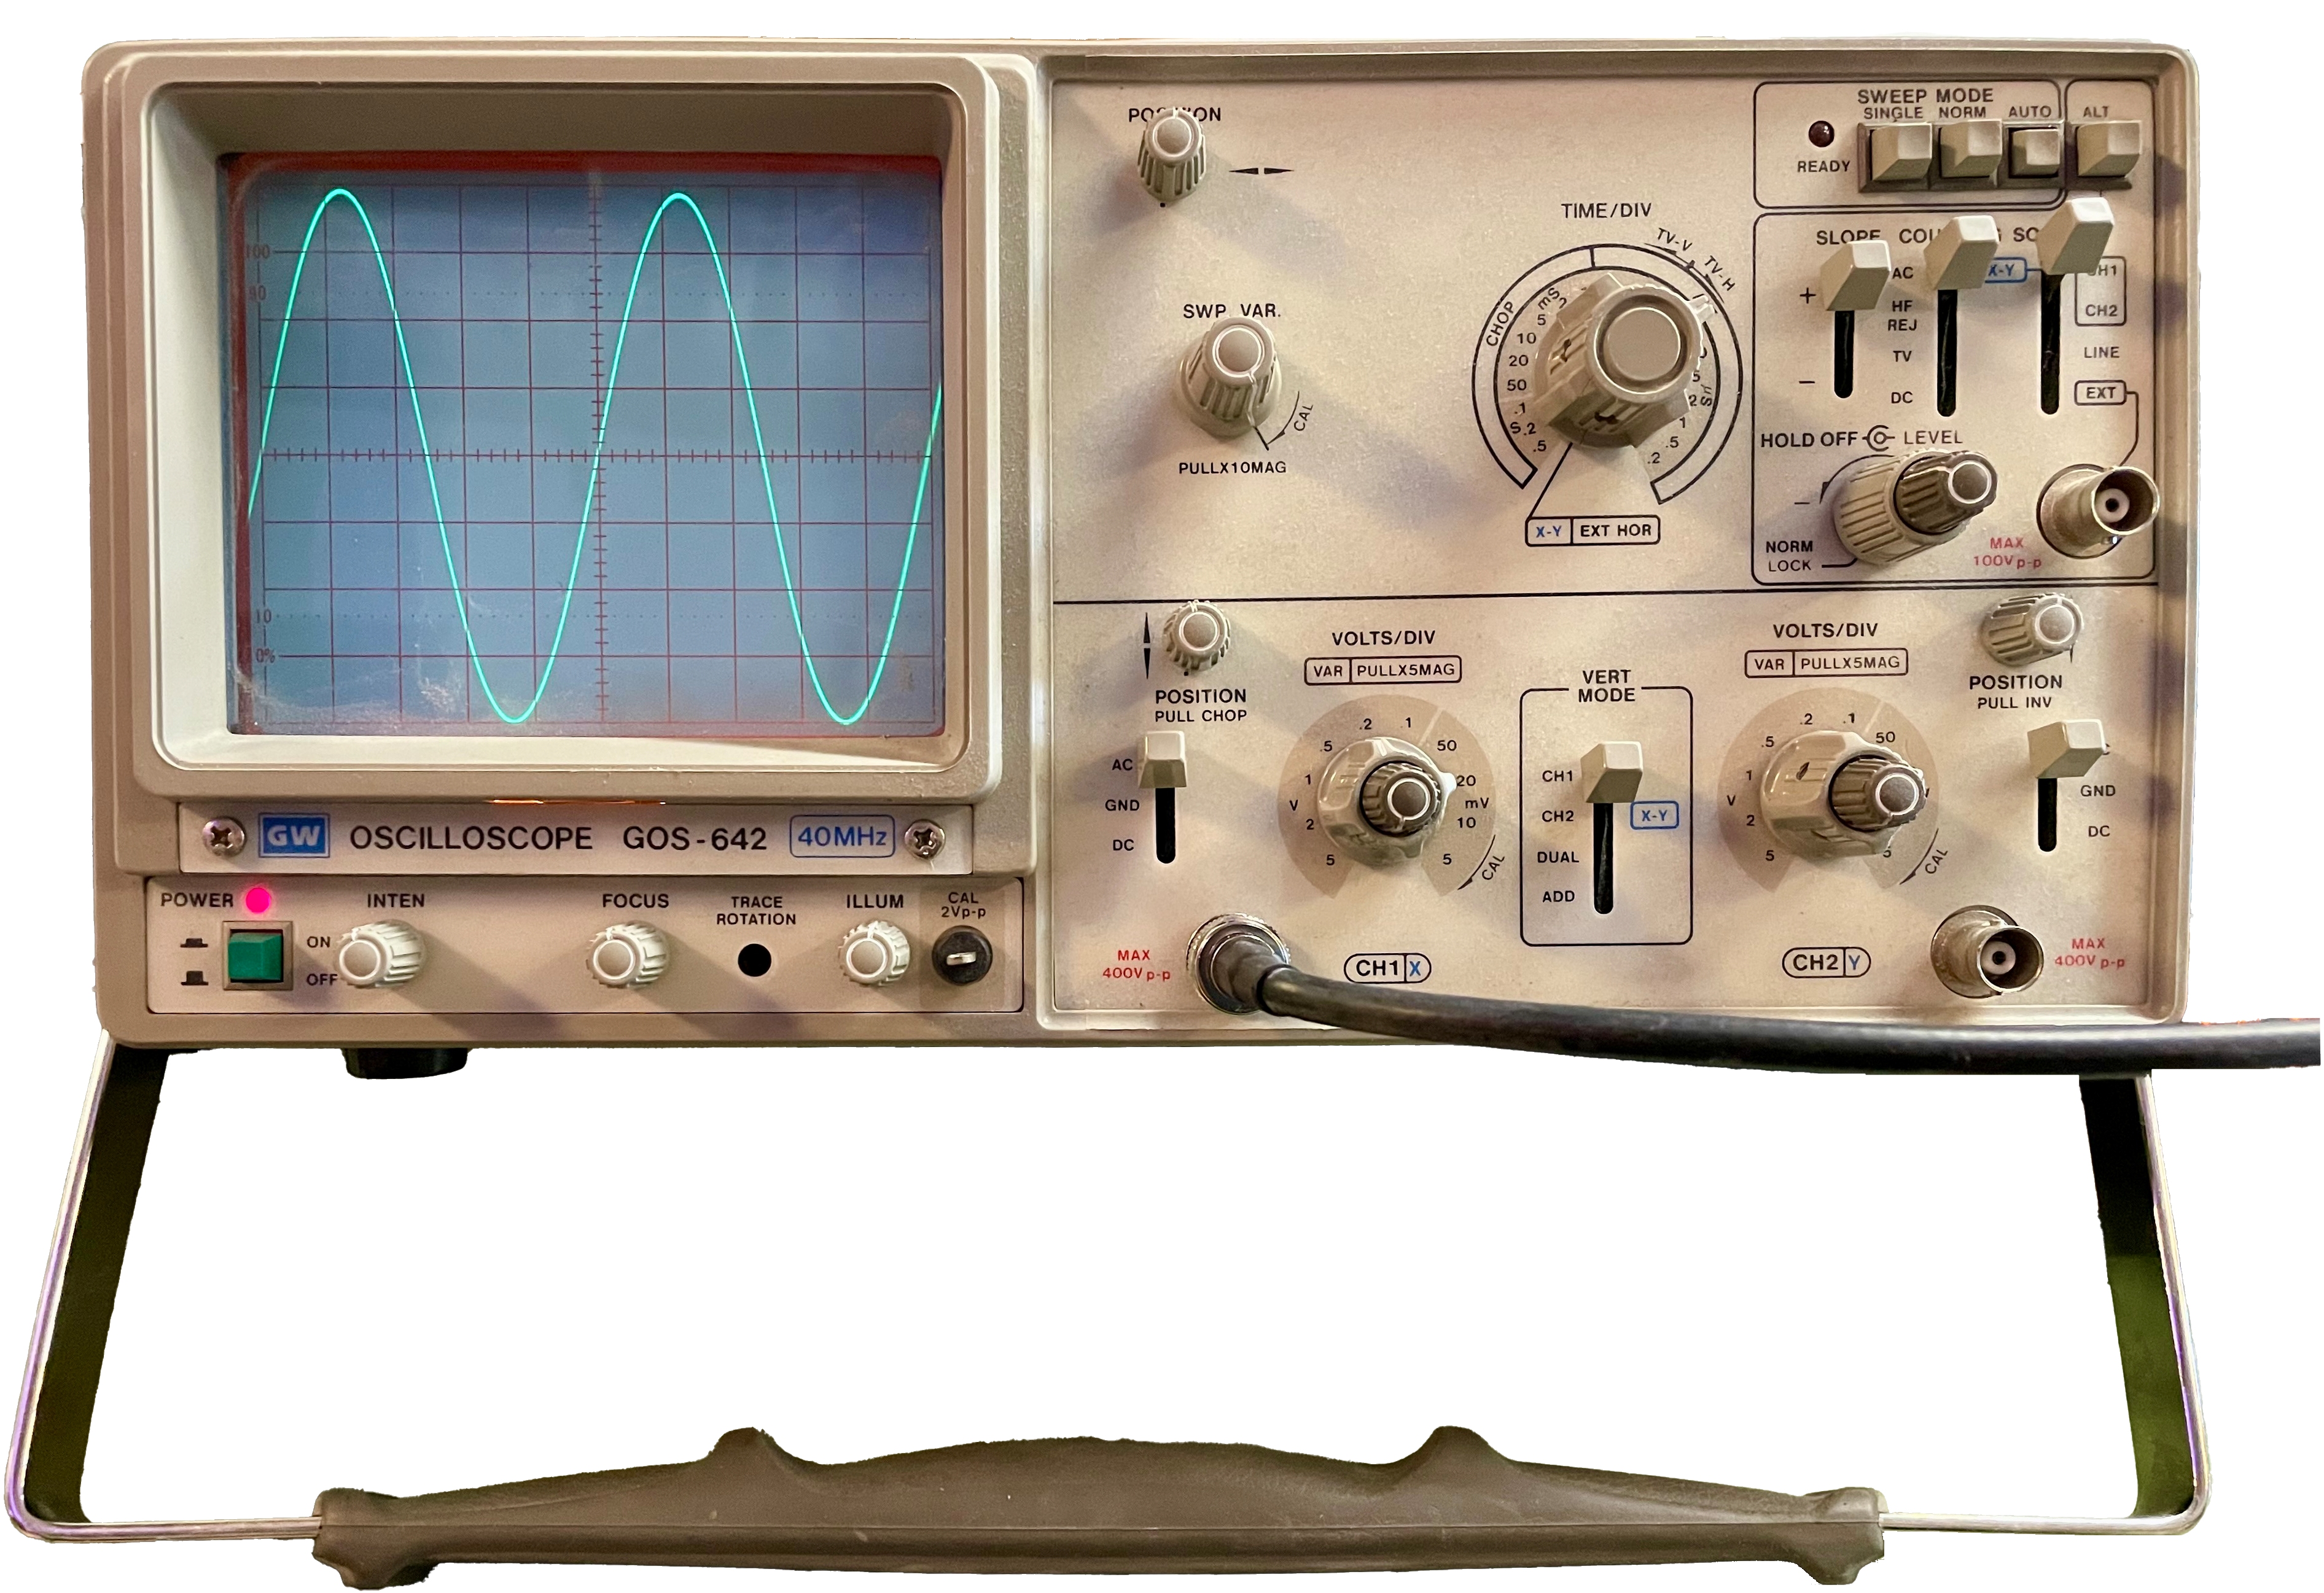 POSITION
SWEEP MODE
SINGLE NORM AUTO ALT
READY
TIME/DIV
TV-V
TV-H
SLOPE
CHOP
mS
5
10
20
50
.1
S .2
.5
5
2 µS
1
.5
.2
X-Y EXT HOR
SWP. VAR.
CAL
PULLX10MAG
+
−
AC
HF
REJ
TV
DC
X-Y
CH1
CH2
LINE
EXT
HOLD OFF LEVEL
−
NORM
LOCK
MAX
100Vp-p
100
90
10
0%
VOLTS/DIV
VAR PULLX5MAG
POSITION
PULL CHOP
AC
GND
DC
.2 .1
.5 50
1 20
V mV
2 10
5 5
CAL
VERT
MODE
CH1
CH2 X-Y
DUAL
ADD
VOLTS/DIV
VAR PULLX5MAG
.2 .1
.5 50
1
V
2
5 5
CAL
POSITION
PULL INV
GND
DC
MAX
400Vp-p
CH1 X
CH2 Y
MAX
400Vp-p
GW OSCILLOSCOPE GOS-642 40MHz
POWER INTEN FOCUS TRACE ROTATION ILLUM CAL 2Vp-p
ON
OFF